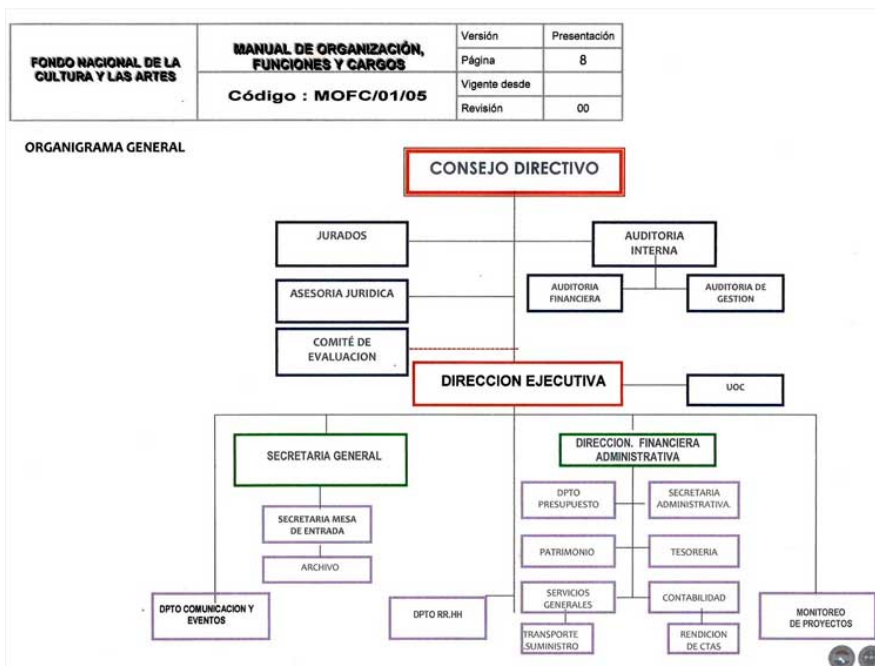 FONDO NACIONAL DE LA
CULTURA Y LAS ARTES
MANUAL DE ORGANIZACIÓN,
FUNCIONES Y CARGOS
Código : MOFC/01/05
Versión
Presentación
Página
8
Vigente desde
Revisión
00
ORGANIGRAMA GENERAL
CONSEJO DIRECTIVO
JURADOS
AUDITORIA
INTERNA
ASESORIA JURIDICA
AUDITORIA
FINANCIERA
AUDITORIA DE
GESTION
COMITÉ DE
EVALUACION
DIRECCION EJECUTIVA
UOC
SECRETARIA GENERAL
DIRECCION. FINANCIERA
ADMINISTRATIVA
DPTO
PRESUPUESTO
SECRETARIA
ADMINISTRATIVA.
SECRETARIA MESA
DE ENTRADA
PATRIMONIO
TESORERIA
ARCHIVO
SERVICIOS
GENERALES
CONTABILIDAD
DPTO COMUNICACION Y
EVENTOS
DPTO RR.HH
MONITOREO
DE PROYECTOS
TRANSPORTE
.SUMINISTRO
RENDICION
DE CTAS